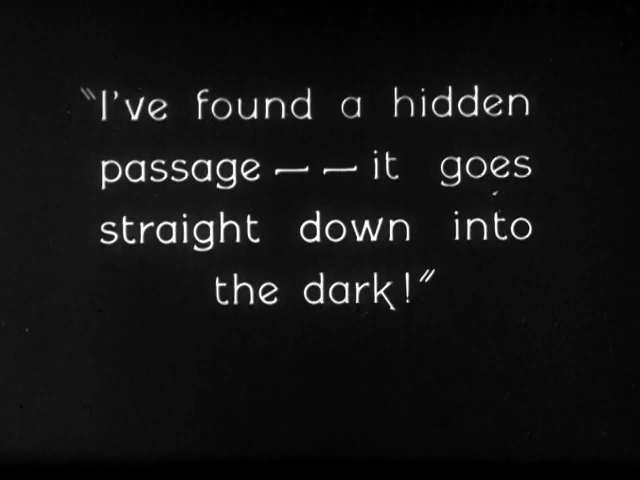 "I've found a hidden
passage — — it goes
straight down into
the dark!"